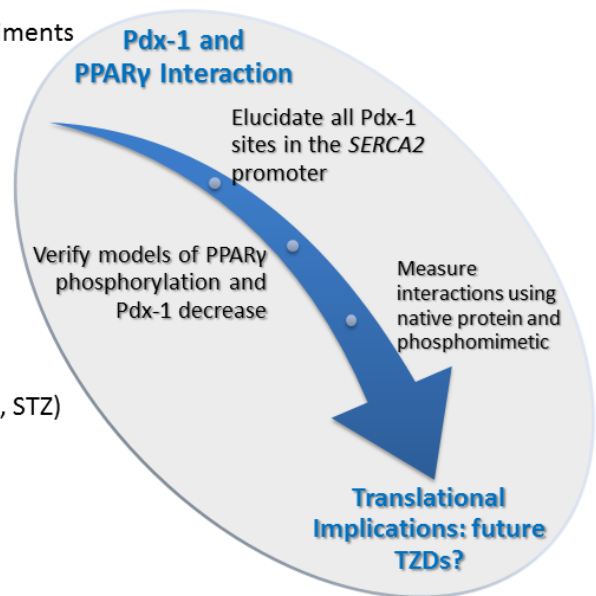 iments
Pdx-1 and
PPARγ Interaction
Elucidate all Pdx-1
sites in the SERCA2
promoter
Verify models of PPARγ
phosphorylation and
Pdx-1 decrease
Measure
interactions using
native protein and
phosphomimetic
, STZ)
Translational
Implications: future
TZDs?